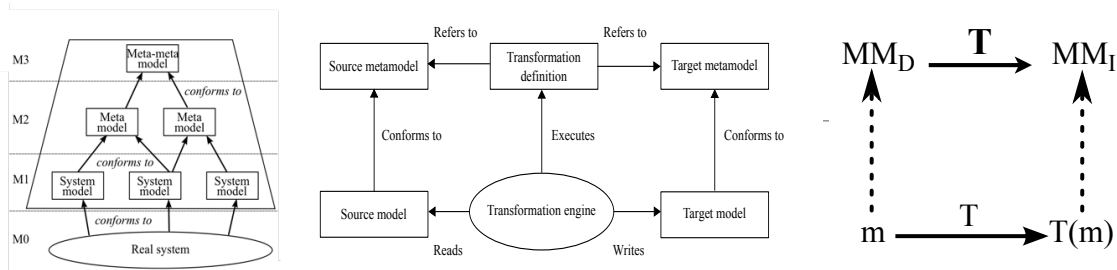 M3
Meta-meta
model
conforms to
M2
Meta
model
Meta
model
conforms to
M1
System
model
System
model
System
model
conforms to
M0
Real system
Refers to
Refers to
Source metamodel
Transformation
definition
Target metamodel
Conforms to
Executes
Conforms to
Source model
Transformation engine
Target model
Reads
Writes
MM_D
T
MM_I
m
T
T(m)